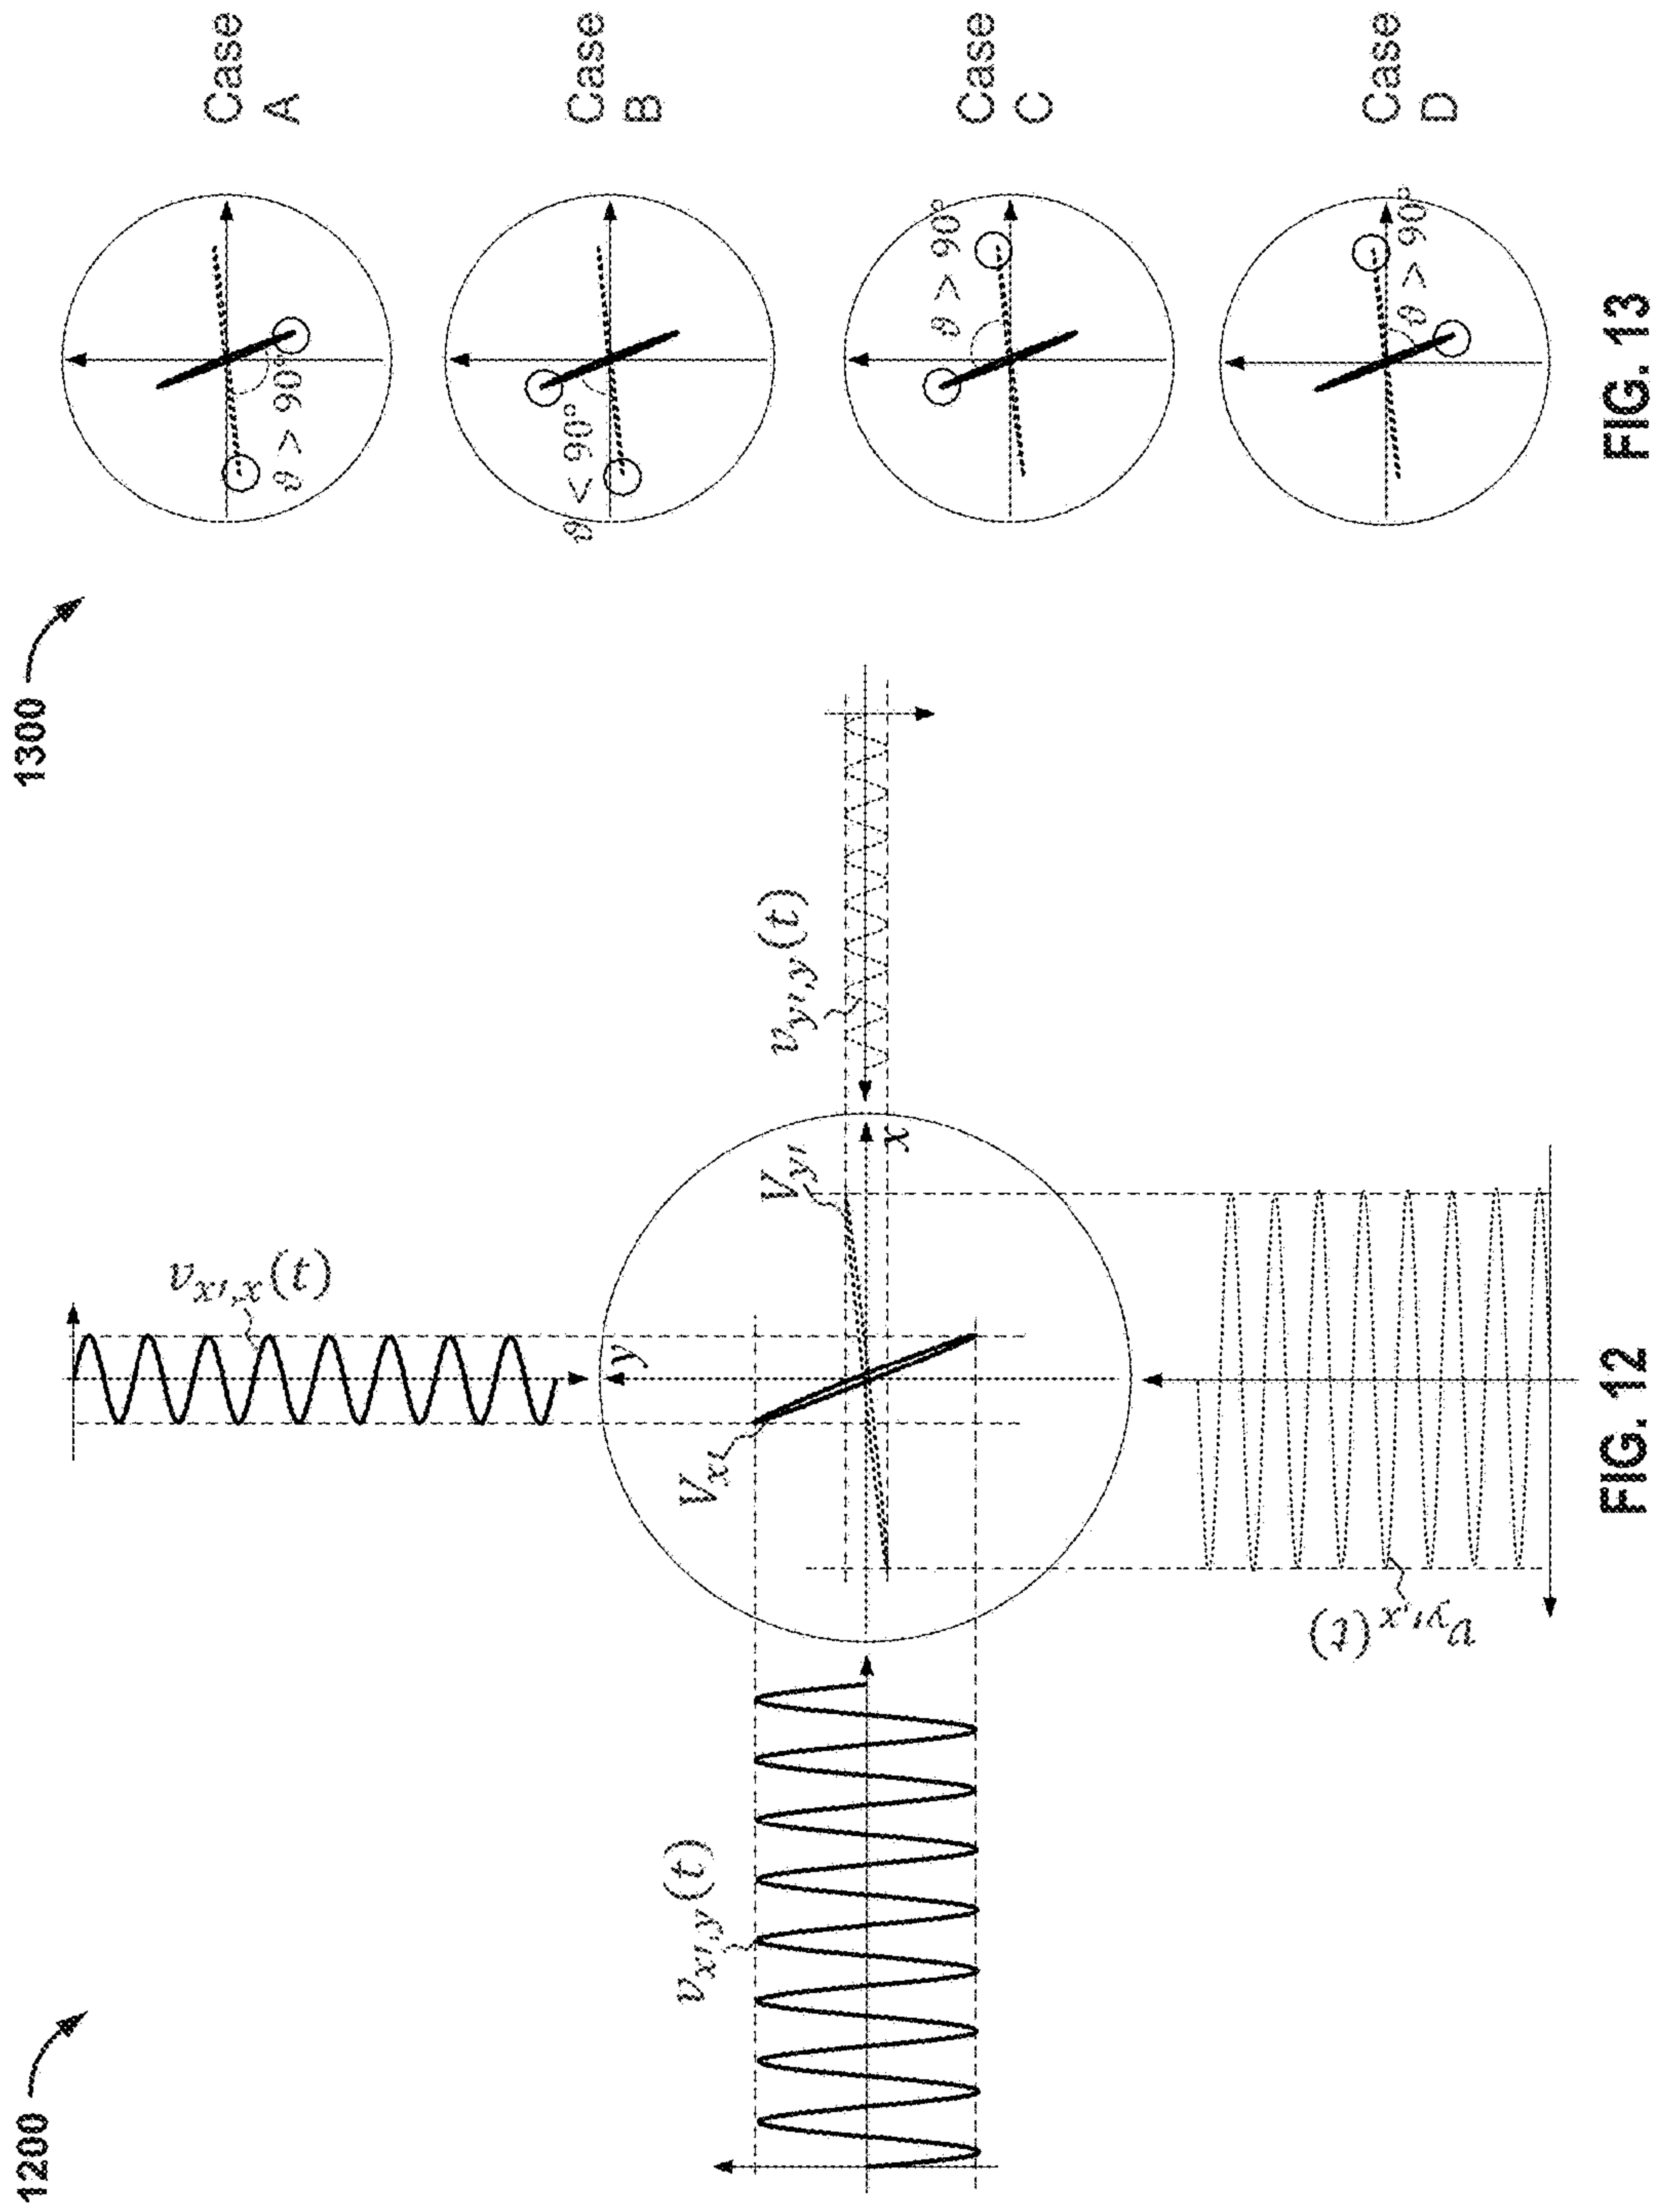 1200
v_{x',y}(t)
v_{x',x}(t)
V_{x'}
y
V_{y'}
x
v_{y',y}(t)
v_{y',x}(t)
FIG. 12
1300
ϑ > 90°
Case
A
ϑ < 90°
Case
B
ϑ > 90°
Case
C
ϑ > 90°
Case
D
FIG. 13